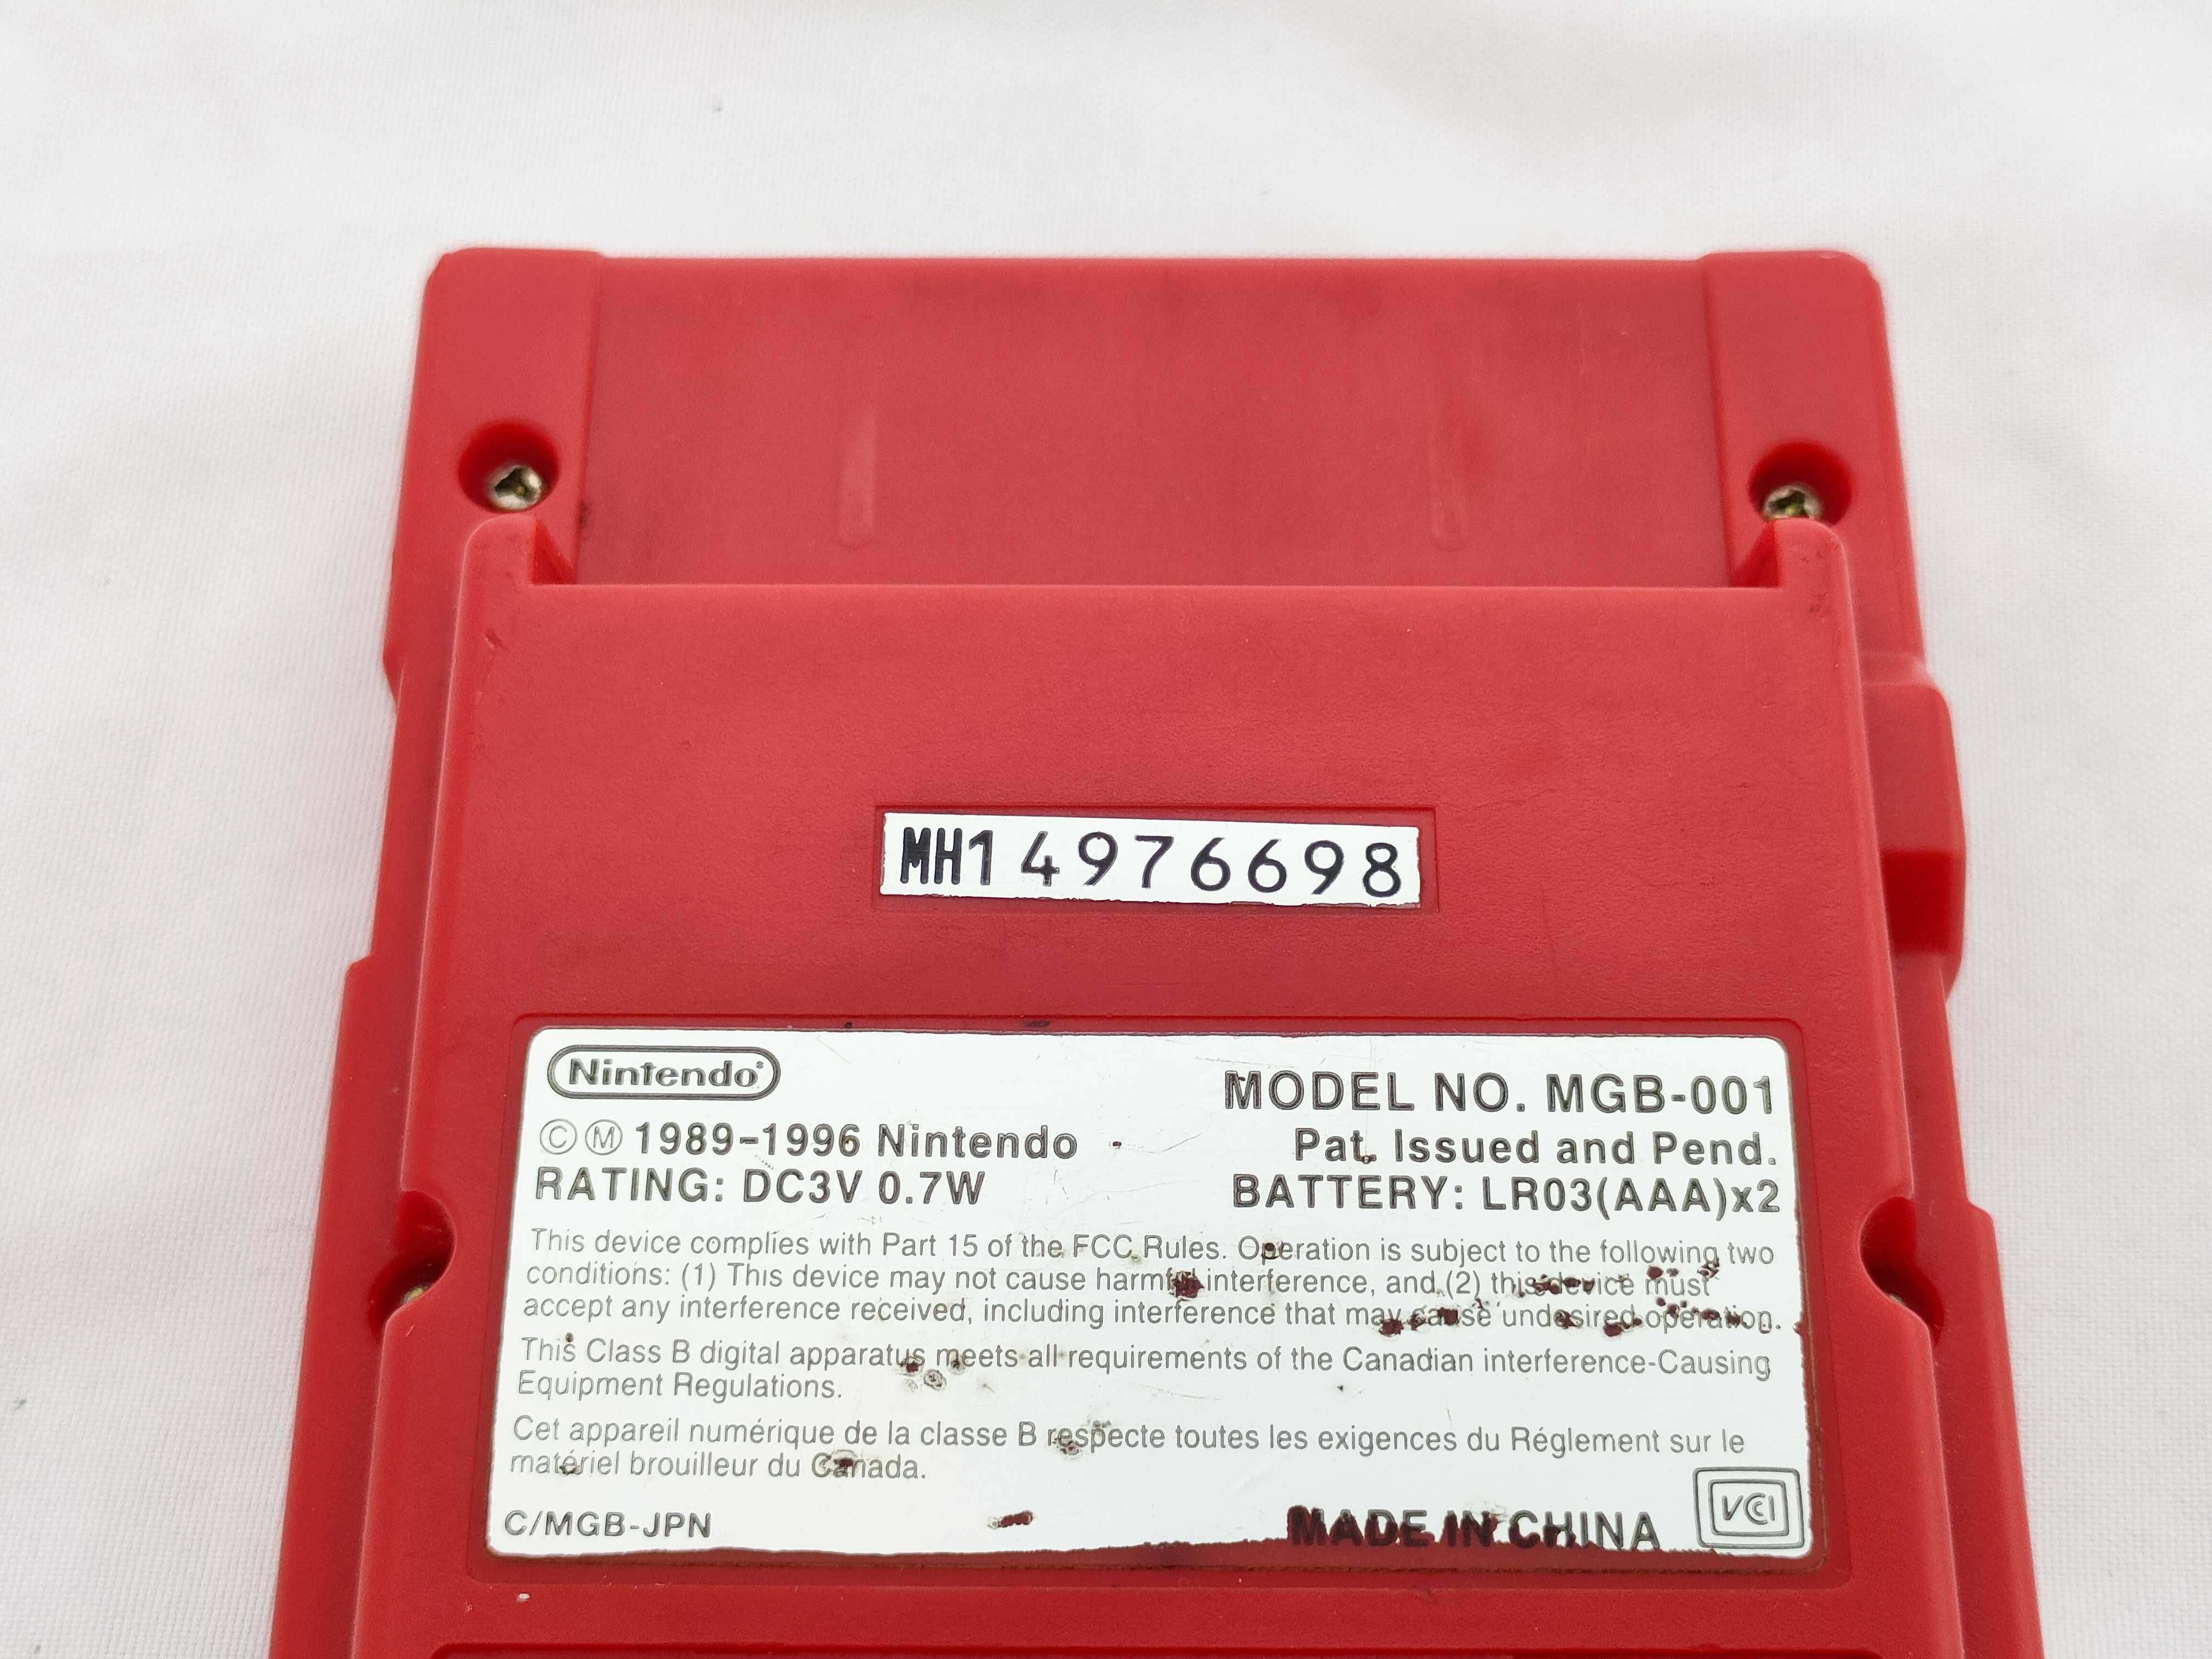 MH14976698
Nintendo®
MODEL NO. MGB-001
ⒸⓂ 1989-1996 Nintendo
Pat. Issued and Pend.
RATING: DC3V 0.7W
BATTERY: LR03(AAA)x2
This device complies with Part 15 of the FCC Rules. Operation is subject to the following two
conditions: (1) This device may not cause harmful interference, and (2) this device must
accept any interference received, including interference that may cause undesired operation.
This Class B digital apparatus meets all requirements of the Canadian interference-Causing
Equipment Regulations.
Cet appareil numérique de la classe B respecte toutes les exigences du Réglement sur le
matériel brouilleur du Canada.
C/MGB-JPN
MADE IN CHINA
VCI